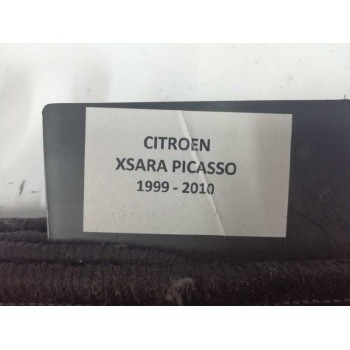 CITROEN
XSARA PICASSO
1999 - 2010